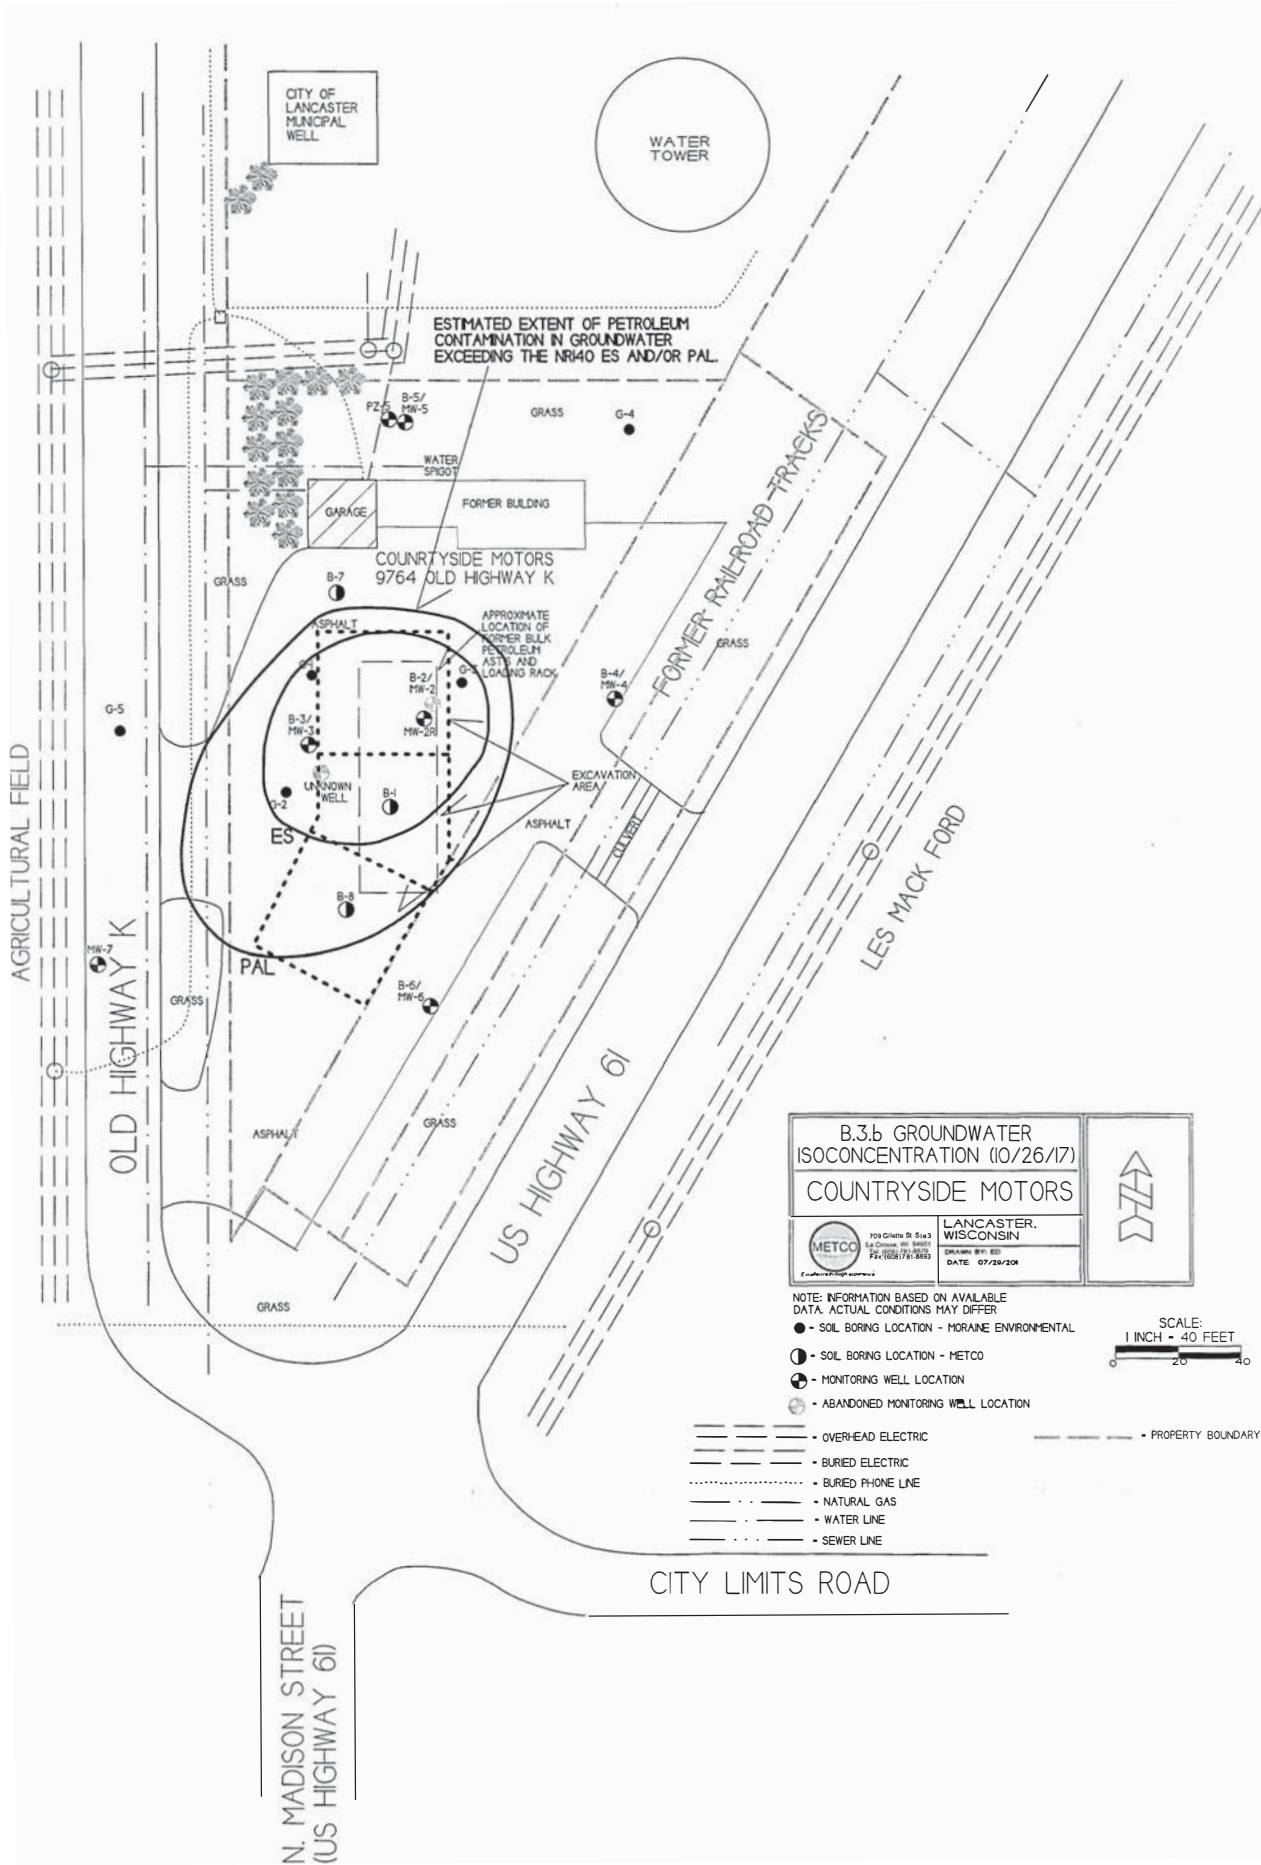 CITY OF
LANCASTER
MUNICIPAL
WELL
WATER
TOWER
ESTIMATED EXTENT OF PETROLEUM
CONTAMINATION IN GROUNDWATER
EXCEEDING THE NR140 ES AND/OR PAL.
PZ-5
B-5/
MW-5
GRASS
G-4
WATER
SPIGOT
GARAGE
FORMER BUILDING
COUNRTYSIDE MOTORS
9764 OLD HIGHWAY K
GRASS
B-7
ASPHALT
APPROXIMATE
LOCATION OF
FORMER BULK
PETROLEUM
AST'S AND
LOADING RACK
FORMER RAILROAD TRACKS
GRASS
B-2/
MW-2
B-4/
MW-4
G-5
B-3/
MW-3
MW-2R
UNKNOWN
WELL
G-2
B-1
EXCAVATION
AREA
ES
ASPHALT
CULVERT
AGRICULTURAL FIELD
LES MACK FORD
B-8
MW-7
PAL
OLD HIGHWAY K
GRASS
B-6/
MW-6
US HIGHWAY 61
ASPHALT
GRASS
GRASS
B.3.b GROUNDWATER
ISOCONCENTRATION (10/26/17)
COUNTRYSIDE MOTORS
METCO
LANCASTER,
WISCONSIN
DRAWN BY: ED
NOTE: INFORMATION BASED ON AVAILABLE
DATA. ACTUAL CONDITIONS MAY DIFFER
- SOIL BORING LOCATION - MORAINE ENVIRONMENTAL
- SOIL BORING LOCATION - METCO
- MONITORING WELL LOCATION
- ABANDONED MONITORING WELL LOCATION
SCALE:
1 INCH - 40 FEET
0 20 40
- OVERHEAD ELECTRIC
- PROPERTY BOUNDARY
- BURIED ELECTRIC
- BURIED PHONE LINE
- NATURAL GAS
- WATER LINE
- SEWER LINE
CITY LIMITS ROAD
N. MADISON STREET
(US HIGHWAY 61)